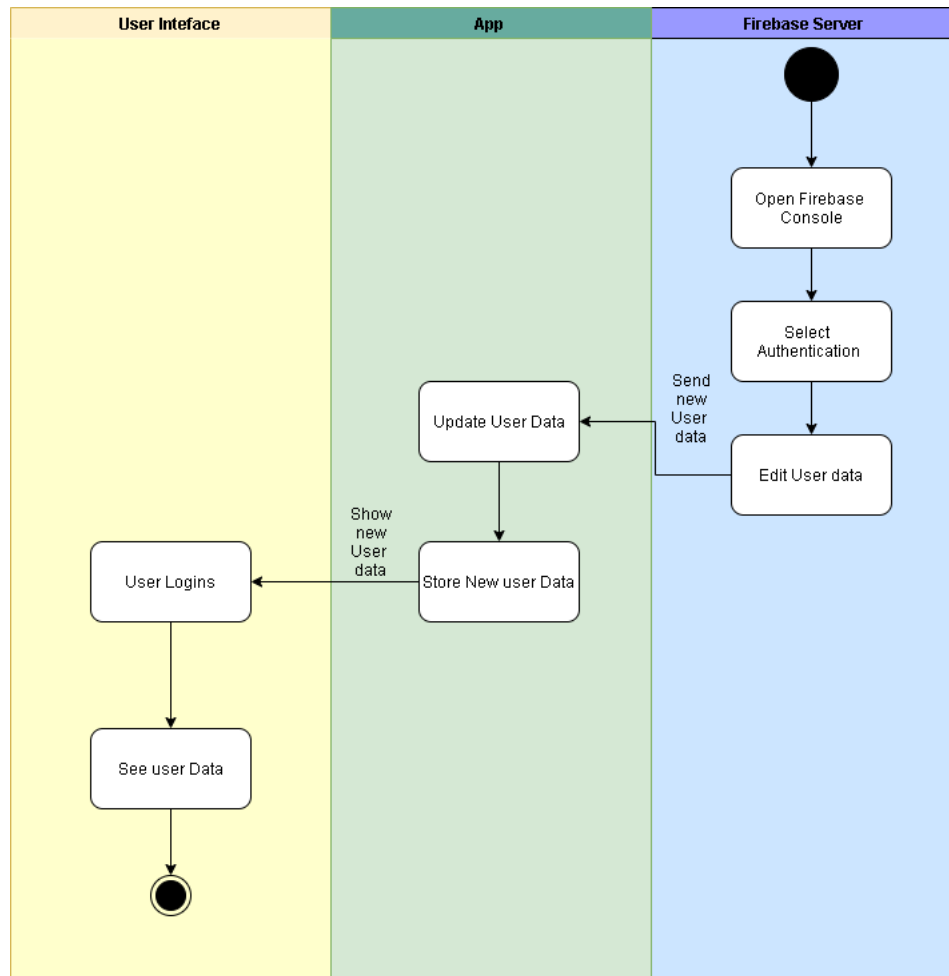 User Inteface
App
Firebase Server
Open Firebase
Console
Select
Authentication
Send
new
User
data
Update User Data
Edit User data
Show
new
User
data
User Logins
Store New user Data
See user Data